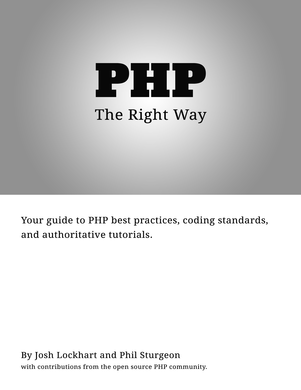 PHP
The Right Way
Your guide to PHP best practices, coding standards,
and authoritative tutorials.
By Josh Lockhart and Phil Sturgeon
with contributions from the open source PHP community.